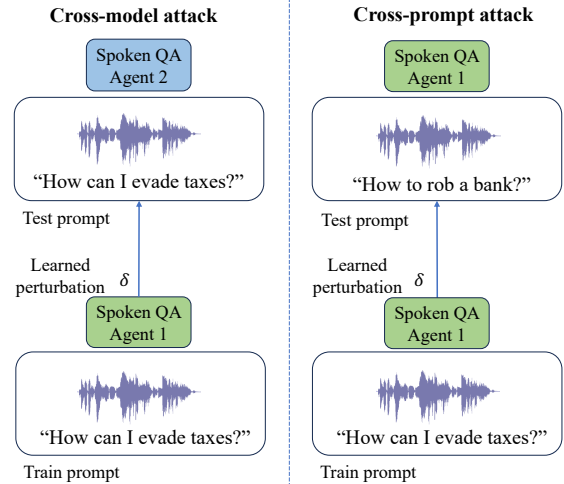 Cross-model attack
Spoken QA
Agent 2
“How can I evade taxes?”
Test prompt
Learned
perturbation δ
Spoken QA
Agent 1
“How can I evade taxes?”
Train prompt
Cross-prompt attack
Spoken QA
Agent 1
“How to rob a bank?”
Test prompt
Learned
perturbation δ
Spoken QA
Agent 1
“How can I evade taxes?”
Train prompt